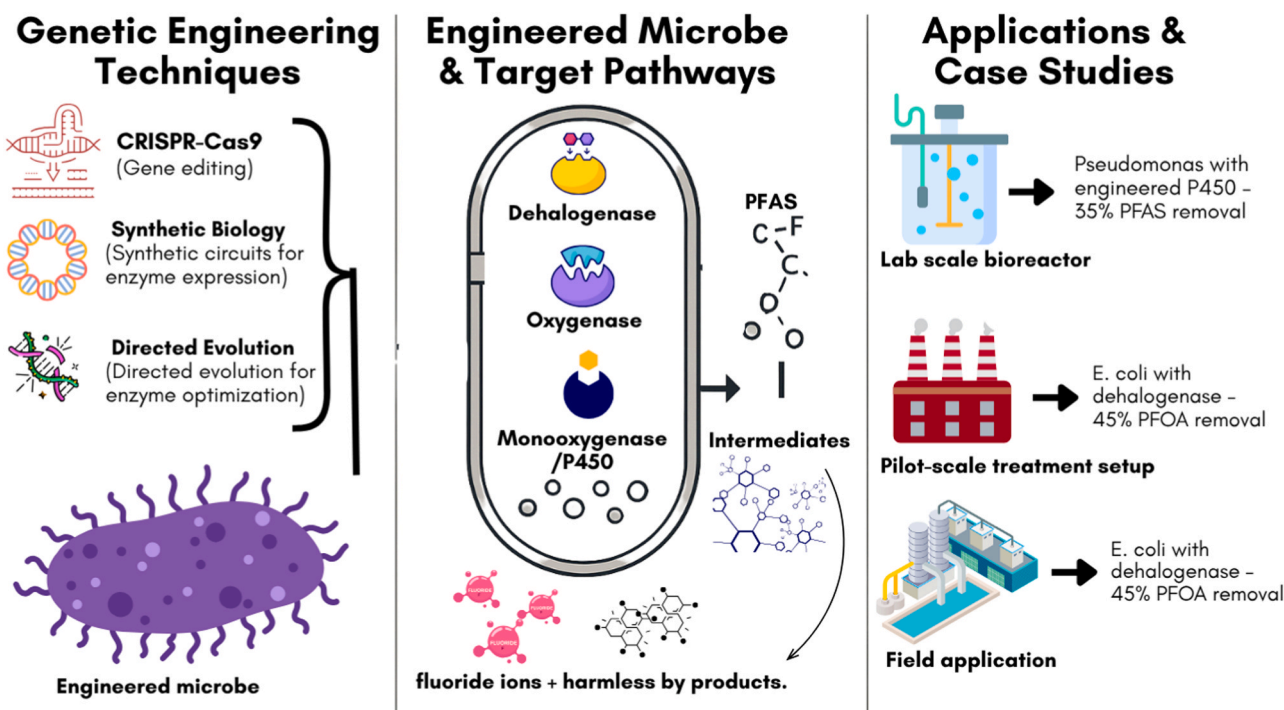 Genetic Engineering
Techniques
CRISPR-Cas9
(Gene editing)
Synthetic Biology
(Synthetic circuits for
enzyme expression)
Directed Evolution
(Directed evolution for
enzyme optimization)
Engineered microbe
Engineered Microbe
& Target Pathways
Dehalogenase
Oxygenase
Monooxygenase
/P450
PFAS
C-F
C
O
O
Intermediates
FLUORIDE
FLUORIDE
FLUORIDE
fluoride ions + harmless by products.
Applications &
Case Studies
Pseudomonas with
engineered P450 –
35% PFAS removal
Lab scale bioreactor
E. coli with
dehalogenase –
45% PFOA removal
Pilot-scale treatment setup
E. coli with
dehalogenase –
45% PFOA removal
Field application